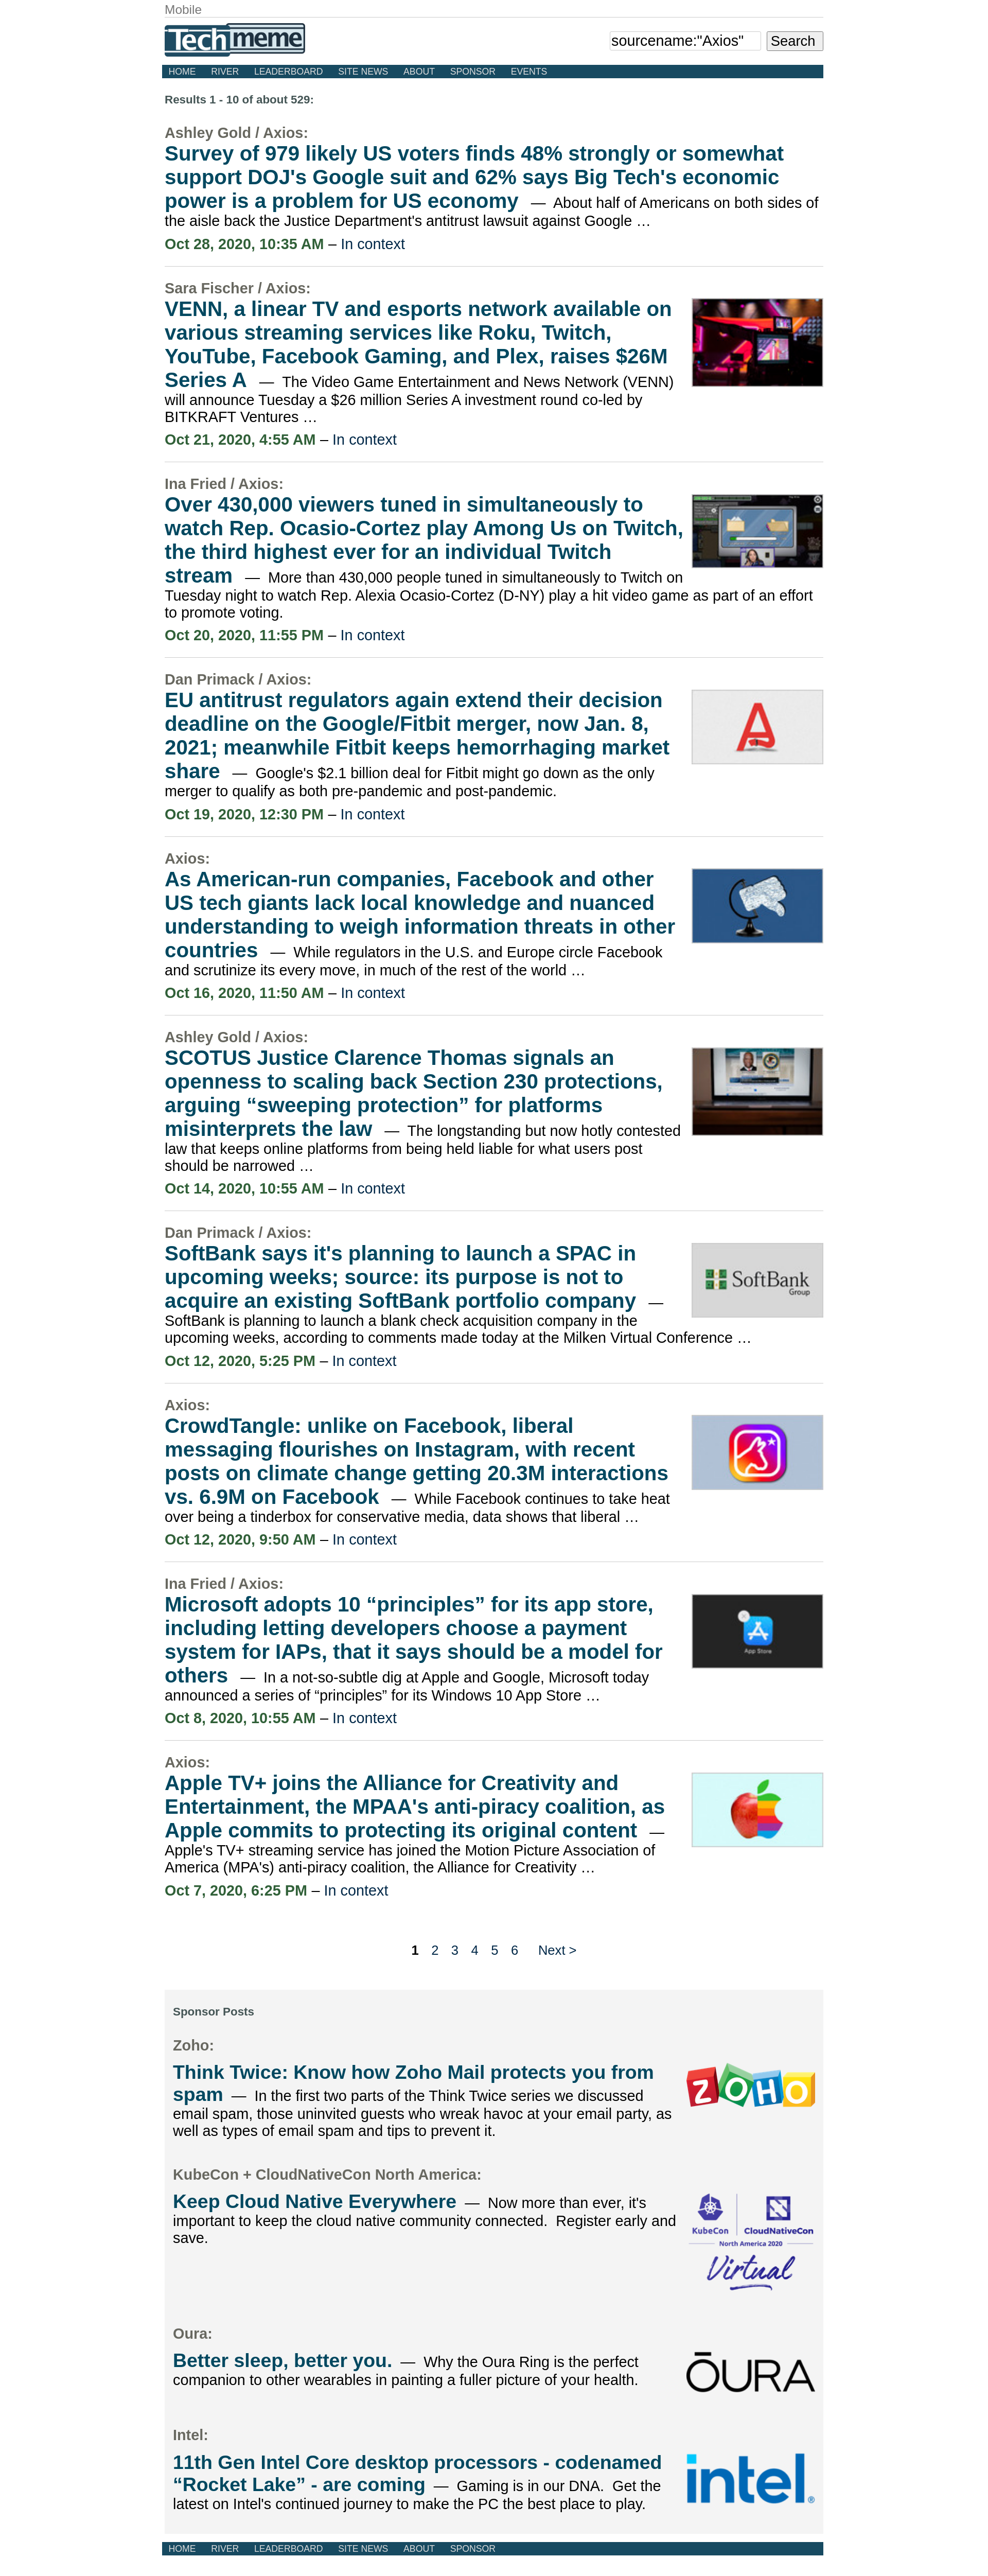 Mobile
Techmeme
sourcename:"Axios"
Search
HOME RIVER LEADERBOARD SITE NEWS ABOUT SPONSOR EVENTS
Results 1 - 10 of about 529:
Ashley Gold / Axios:
Survey of 979 likely US voters finds 48% strongly or somewhat
support DOJ's Google suit and 62% says Big Tech's economic
power is a problem for US economy — About half of Americans on both sides of
the aisle back the Justice Department's antitrust lawsuit against Google …
Oct 28, 2020, 10:35 AM – In context
Sara Fischer / Axios:
VENN, a linear TV and esports network available on
various streaming services like Roku, Twitch,
YouTube, Facebook Gaming, and Plex, raises $26M
Series A — The Video Game Entertainment and News Network (VENN)
will announce Tuesday a $26 million Series A investment round co-led by
BITKRAFT Ventures …
Oct 21, 2020, 4:55 AM – In context
Ina Fried / Axios:
Over 430,000 viewers tuned in simultaneously to
watch Rep. Ocasio-Cortez play Among Us on Twitch,
the third highest ever for an individual Twitch
stream — More than 430,000 people tuned in simultaneously to Twitch on
Tuesday night to watch Rep. Alexia Ocasio-Cortez (D-NY) play a hit video game as part of an effort
to promote voting.
Oct 20, 2020, 11:55 PM – In context
Dan Primack / Axios:
EU antitrust regulators again extend their decision
deadline on the Google/Fitbit merger, now Jan. 8,
2021; meanwhile Fitbit keeps hemorrhaging market
share — Google's $2.1 billion deal for Fitbit might go down as the only
merger to qualify as both pre-pandemic and post-pandemic.
Oct 19, 2020, 12:30 PM – In context
Axios:
As American-run companies, Facebook and other
US tech giants lack local knowledge and nuanced
understanding to weigh information threats in other
countries — While regulators in the U.S. and Europe circle Facebook
and scrutinize its every move, in much of the rest of the world …
Oct 16, 2020, 11:50 AM – In context
Ashley Gold / Axios:
SCOTUS Justice Clarence Thomas signals an
openness to scaling back Section 230 protections,
arguing “sweeping protection” for platforms
misinterprets the law — The longstanding but now hotly contested
law that keeps online platforms from being held liable for what users post
should be narrowed …
Oct 14, 2020, 10:55 AM – In context
Dan Primack / Axios:
SoftBank says it's planning to launch a SPAC in
upcoming weeks; source: its purpose is not to
acquire an existing SoftBank portfolio company —
SoftBank is planning to launch a blank check acquisition company in the
upcoming weeks, according to comments made today at the Milken Virtual Conference …
SoftBank
Group
Oct 12, 2020, 5:25 PM – In context
Axios:
CrowdTangle: unlike on Facebook, liberal
messaging flourishes on Instagram, with recent
posts on climate change getting 20.3M interactions
vs. 6.9M on Facebook — While Facebook continues to take heat
over being a tinderbox for conservative media, data shows that liberal …
Oct 12, 2020, 9:50 AM – In context
Ina Fried / Axios:
Microsoft adopts 10 “principles” for its app store,
including letting developers choose a payment
system for IAPs, that it says should be a model for
others — In a not-so-subtle dig at Apple and Google, Microsoft today
announced a series of “principles” for its Windows 10 App Store …
App Store
Oct 8, 2020, 10:55 AM – In context
Axios:
Apple TV+ joins the Alliance for Creativity and
Entertainment, the MPAA's anti-piracy coalition, as
Apple commits to protecting its original content —
Apple's TV+ streaming service has joined the Motion Picture Association of
America (MPA's) anti-piracy coalition, the Alliance for Creativity …
Oct 7, 2020, 6:25 PM – In context
1 2 3 4 5 6 Next >
Sponsor Posts
Zoho:
Think Twice: Know how Zoho Mail protects you from
spam — In the first two parts of the Think Twice series we discussed
email spam, those uninvited guests who wreak havoc at your email party, as
well as types of email spam and tips to prevent it.
ZOHO
KubeCon + CloudNativeCon North America:
Keep Cloud Native Everywhere — Now more than ever, it's
important to keep the cloud native community connected. Register early and
save.
KubeCon CloudNativeCon
North America 2020
Virtual
Oura:
Better sleep, better you. — Why the Oura Ring is the perfect
companion to other wearables in painting a fuller picture of your health.
ŌURA
Intel:
11th Gen Intel Core desktop processors - codenamed
“Rocket Lake” - are coming — Gaming is in our DNA. Get the
latest on Intel's continued journey to make the PC the best place to play.
intel®
HOME RIVER LEADERBOARD SITE NEWS ABOUT SPONSOR